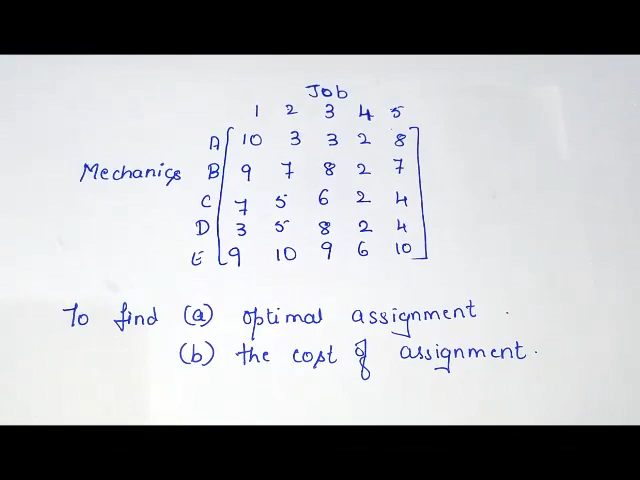 Job
1 2 3 4 5
A 10 3 3 2 8
Mechanics B 9 7 8 2 7
C 7 5 6 2 4
D 3 5 8 2 4
E 9 10 9 6 10
To find (a) optimal assignment .
(b) the cost of assignment.